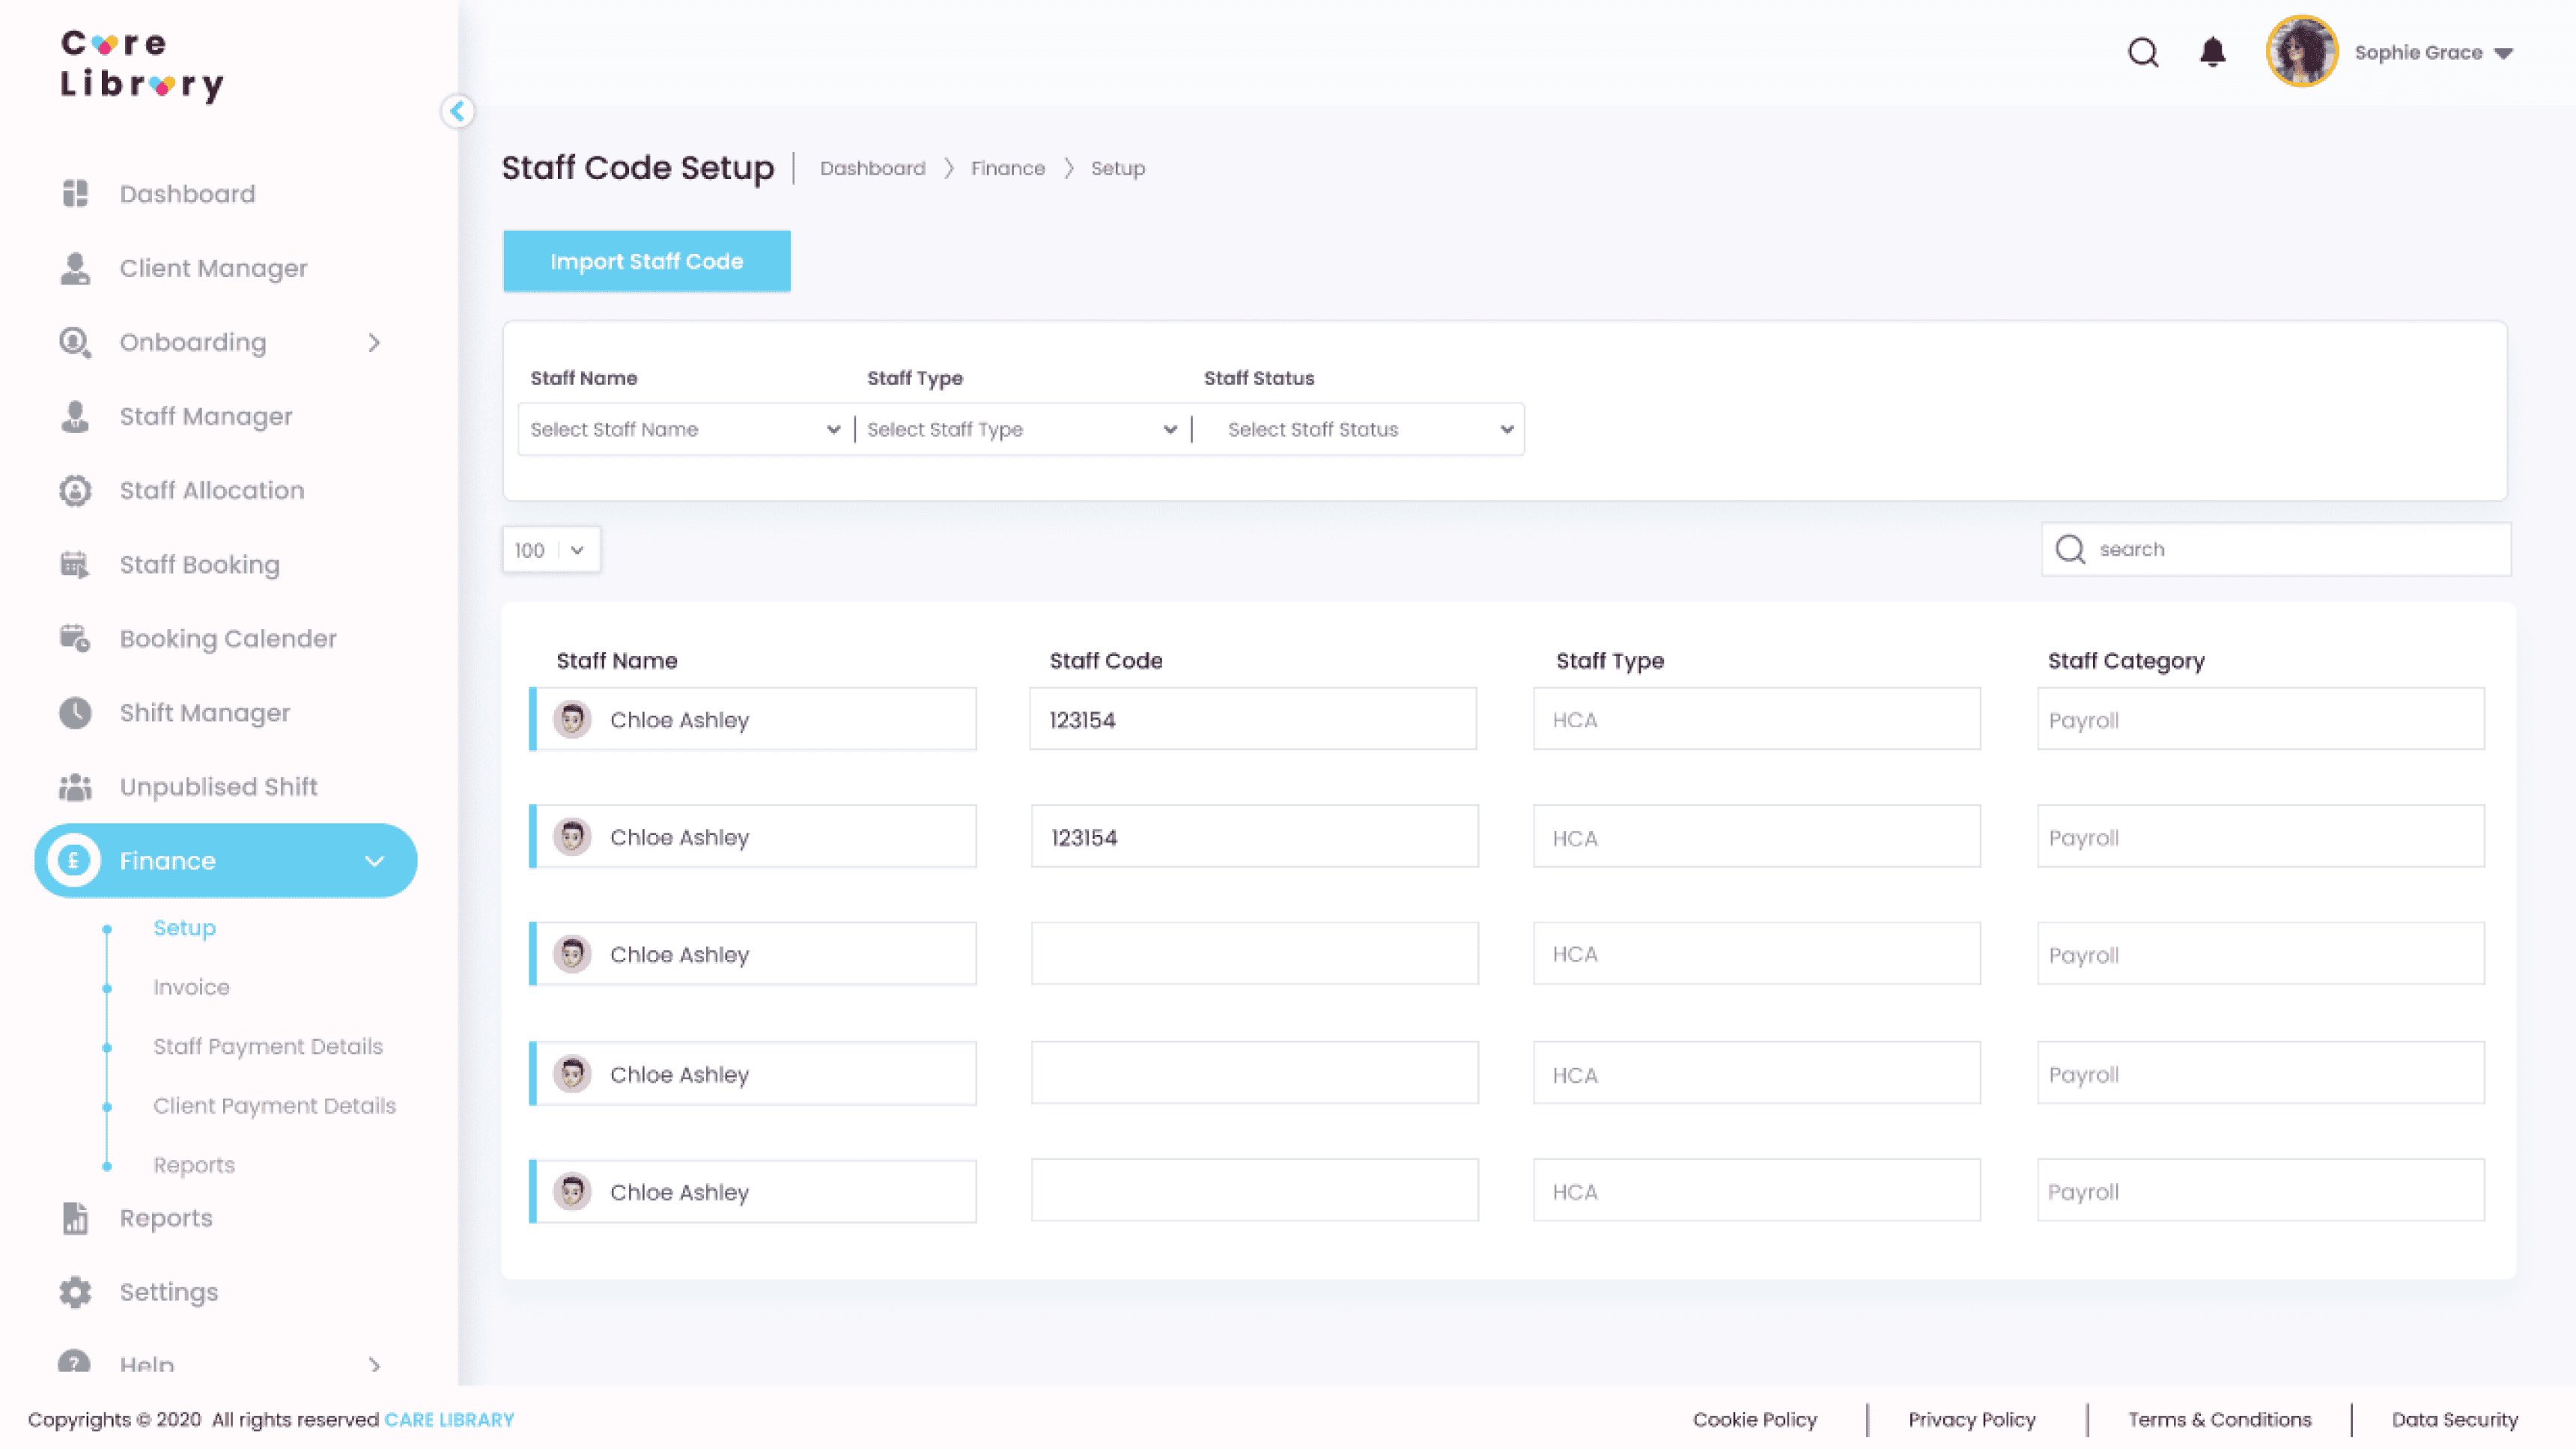 Care
Library
Sophie Grace
Staff Code Setup
Dashboard
Finance
Setup
Import Staff Code
Dashboard
Client Manager
Onboarding
Staff Manager
Staff Allocation
Staff Booking
Booking Calender
Shift Manager
Unpublised Shift
£ Finance
Setup
Invoice
Staff Payment Details
Client Payment Details
Reports
Reports
Settings
? Help
Staff Name Staff Type Staff Status
Select Staff Name Select Staff Type Select Staff Status
100
search
Staff Name Staff Code Staff Type Staff Category
Chloe Ashley 123154 HCA Payroll
Chloe Ashley 123154 HCA Payroll
Chloe Ashley HCA Payroll
Chloe Ashley HCA Payroll
Chloe Ashley HCA Payroll
Copyrights © 2020 All rights reserved CARE LIBRARY
Cookie Policy Privacy Policy Terms & Conditions Data Security